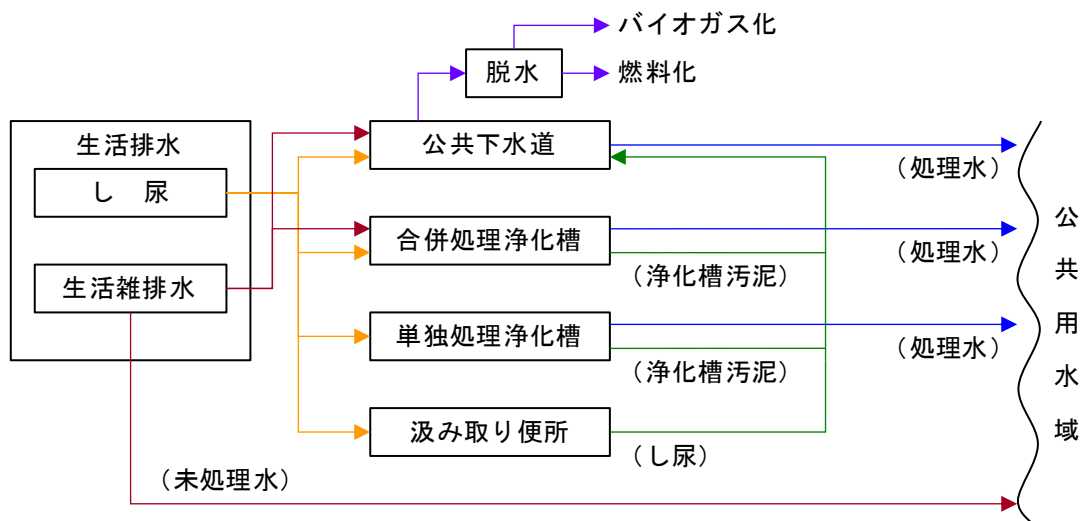 バイオガス化
脱水
燃料化
生活排水
公共下水道
（処理水）
し　尿
合併処理浄化槽
（処理水）
（浄化槽汚泥）
生活雑排水
単独処理浄化槽
（処理水）
（浄化槽汚泥）
汲み取り便所
（し尿）
（未処理水）
公共用水域